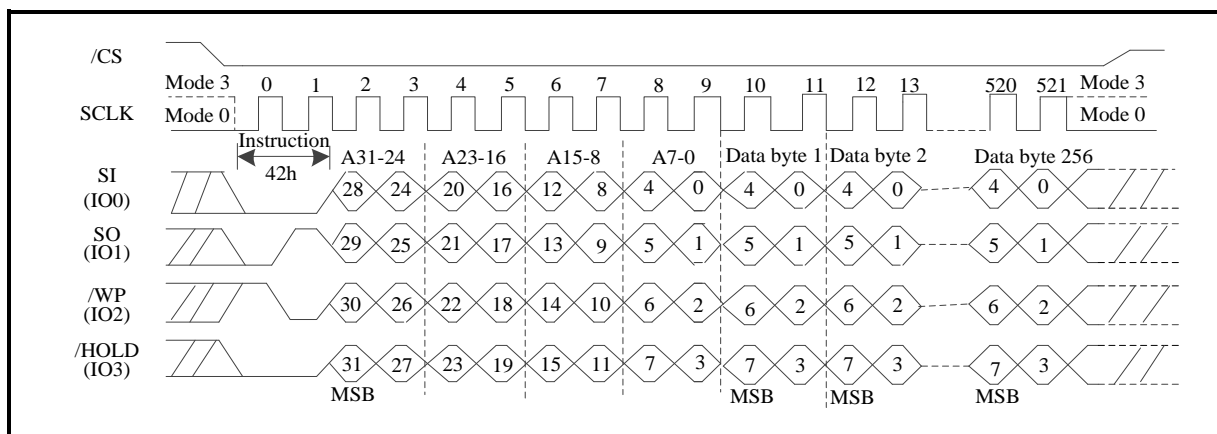 /CS
Mode 3 0 1 2 3 4 5 6 7 8 9 10 11 12 13 520 521 Mode 3
SCLK Mode 0 Mode 0
Instruction A31-24 A23-16 A15-8 A7-0 Data byte 1 Data byte 2 Data byte 256
42h
SI (IO0) 28 24 20 16 12 8 4 0 4 0 4 0 4 0
SO (IO1) 29 25 21 17 13 9 5 1 5 1 5 1 5 1
/WP (IO2) 30 26 22 18 14 10 6 2 6 2 6 2 6 2
/HOLD (IO3) 31 27 23 19 15 11 7 3 7 3 7 3 7 3
MSB MSB MSB MSB